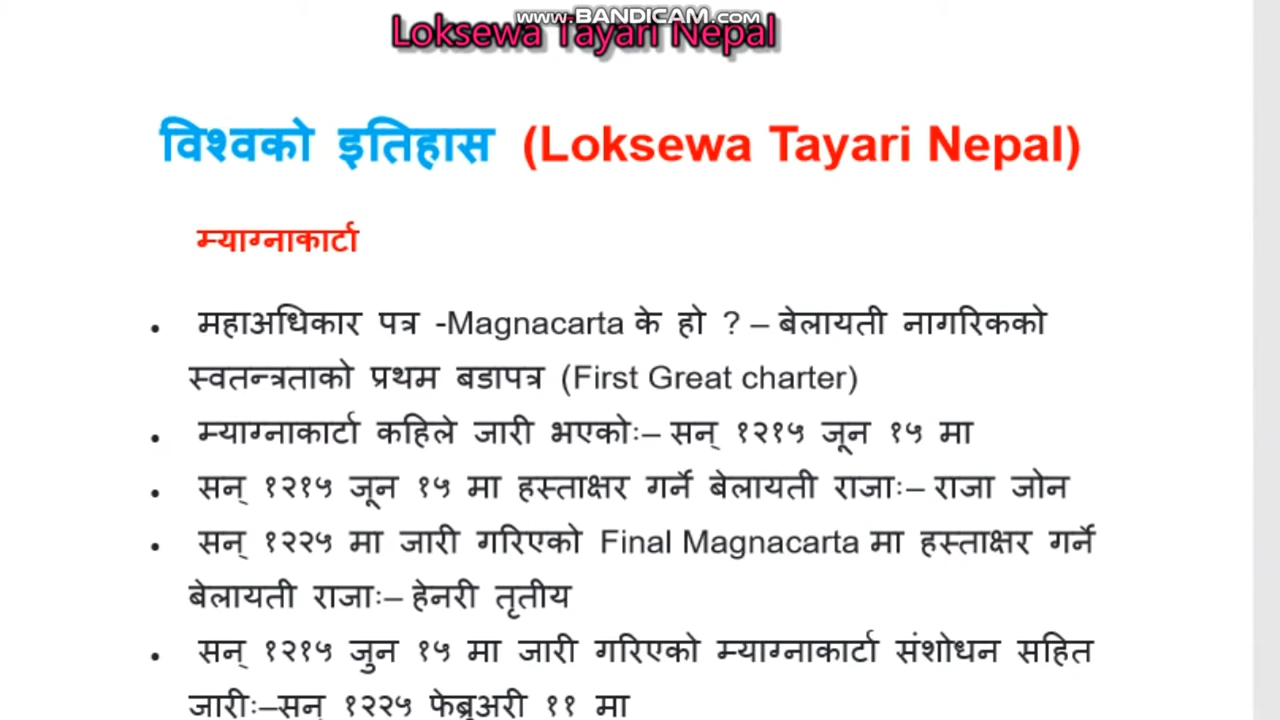 www.BANDICAM.com
Loksewa Tayari Nepal
विश्वको इतिहास (Loksewa Tayari Nepal)
म्याग्नाकार्टा
• महाअधिकार पत्र -Magnacarta के हो ? – बेलायती नागरिकको
स्वतन्त्रताको प्रथम बडापत्र (First Great charter)
• म्याग्नाकार्टा कहिले जारी भएकोः– सन् १२१५ जून १५ मा
• सन् १२१५ जून १५ मा हस्ताक्षर गर्ने बेलायती राजाः– राजा जोन
• सन् १२२५ मा जारी गरिएको Final Magnacarta मा हस्ताक्षर गर्ने
बेलायती राजाः– हेनरी तृतीय
• सन् १२१५ जुन १५ मा जारी गरिएको म्याग्नाकार्टा संशोधन सहित
जारीः–सन् १२२५ फेब्रुअरी ११ मा